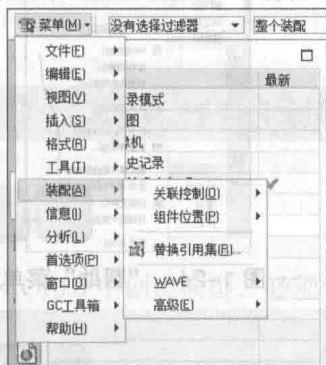 菜单(M) 没有选择过滤器 整个装配
文件(F)
最新
编辑(E)
视图(V) 录模式
插入(S) 图
格式(R)
工具(T) 史记录
装配(A) 关联控制(O)
信息(I) 组件位置(P)
分析(L) 替换引用集(R)...
首选项(P)
窗口(O) WAVE
GC工具箱 高级(E)
帮助(H)